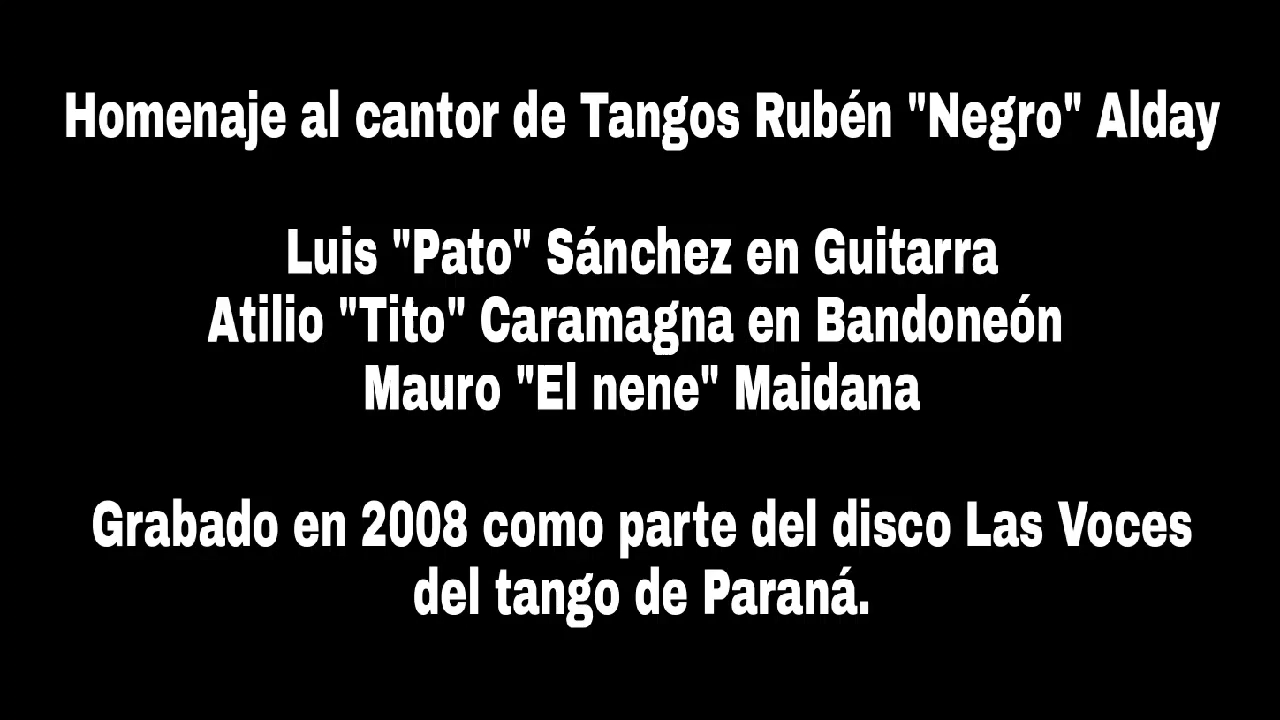 Homenaje al cantor de Tangos Rubén "Negro" Alday
Luis "Pato" Sánchez en Guitarra
Atilio "Tito" Caramagna en Bandoneón
Mauro "El nene" Maidana
Grabado en 2008 como parte del disco Las Voces
del tango de Paraná.